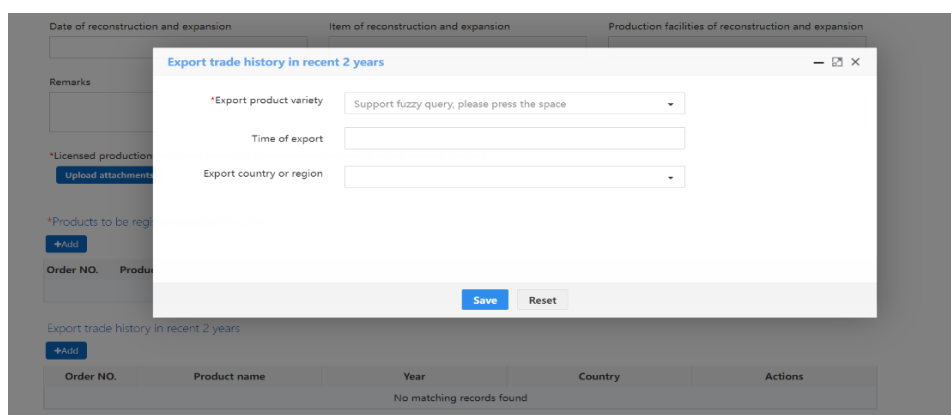 Date of reconstruction and expansion Item of reconstruction and expansion Production facilities of reconstruction and expansion
Export trade history in recent 2 years
Remarks
*Export product variety Support fuzzy query, please press the space
Time of export
*Licensed production
Export country or region
Upload attachments
*Products to be regi
+Add
Order NO. Produ
Save Reset
Export trade history in recent 2 years
+Add
Order NO. Product name Year Country Actions
No matching records found